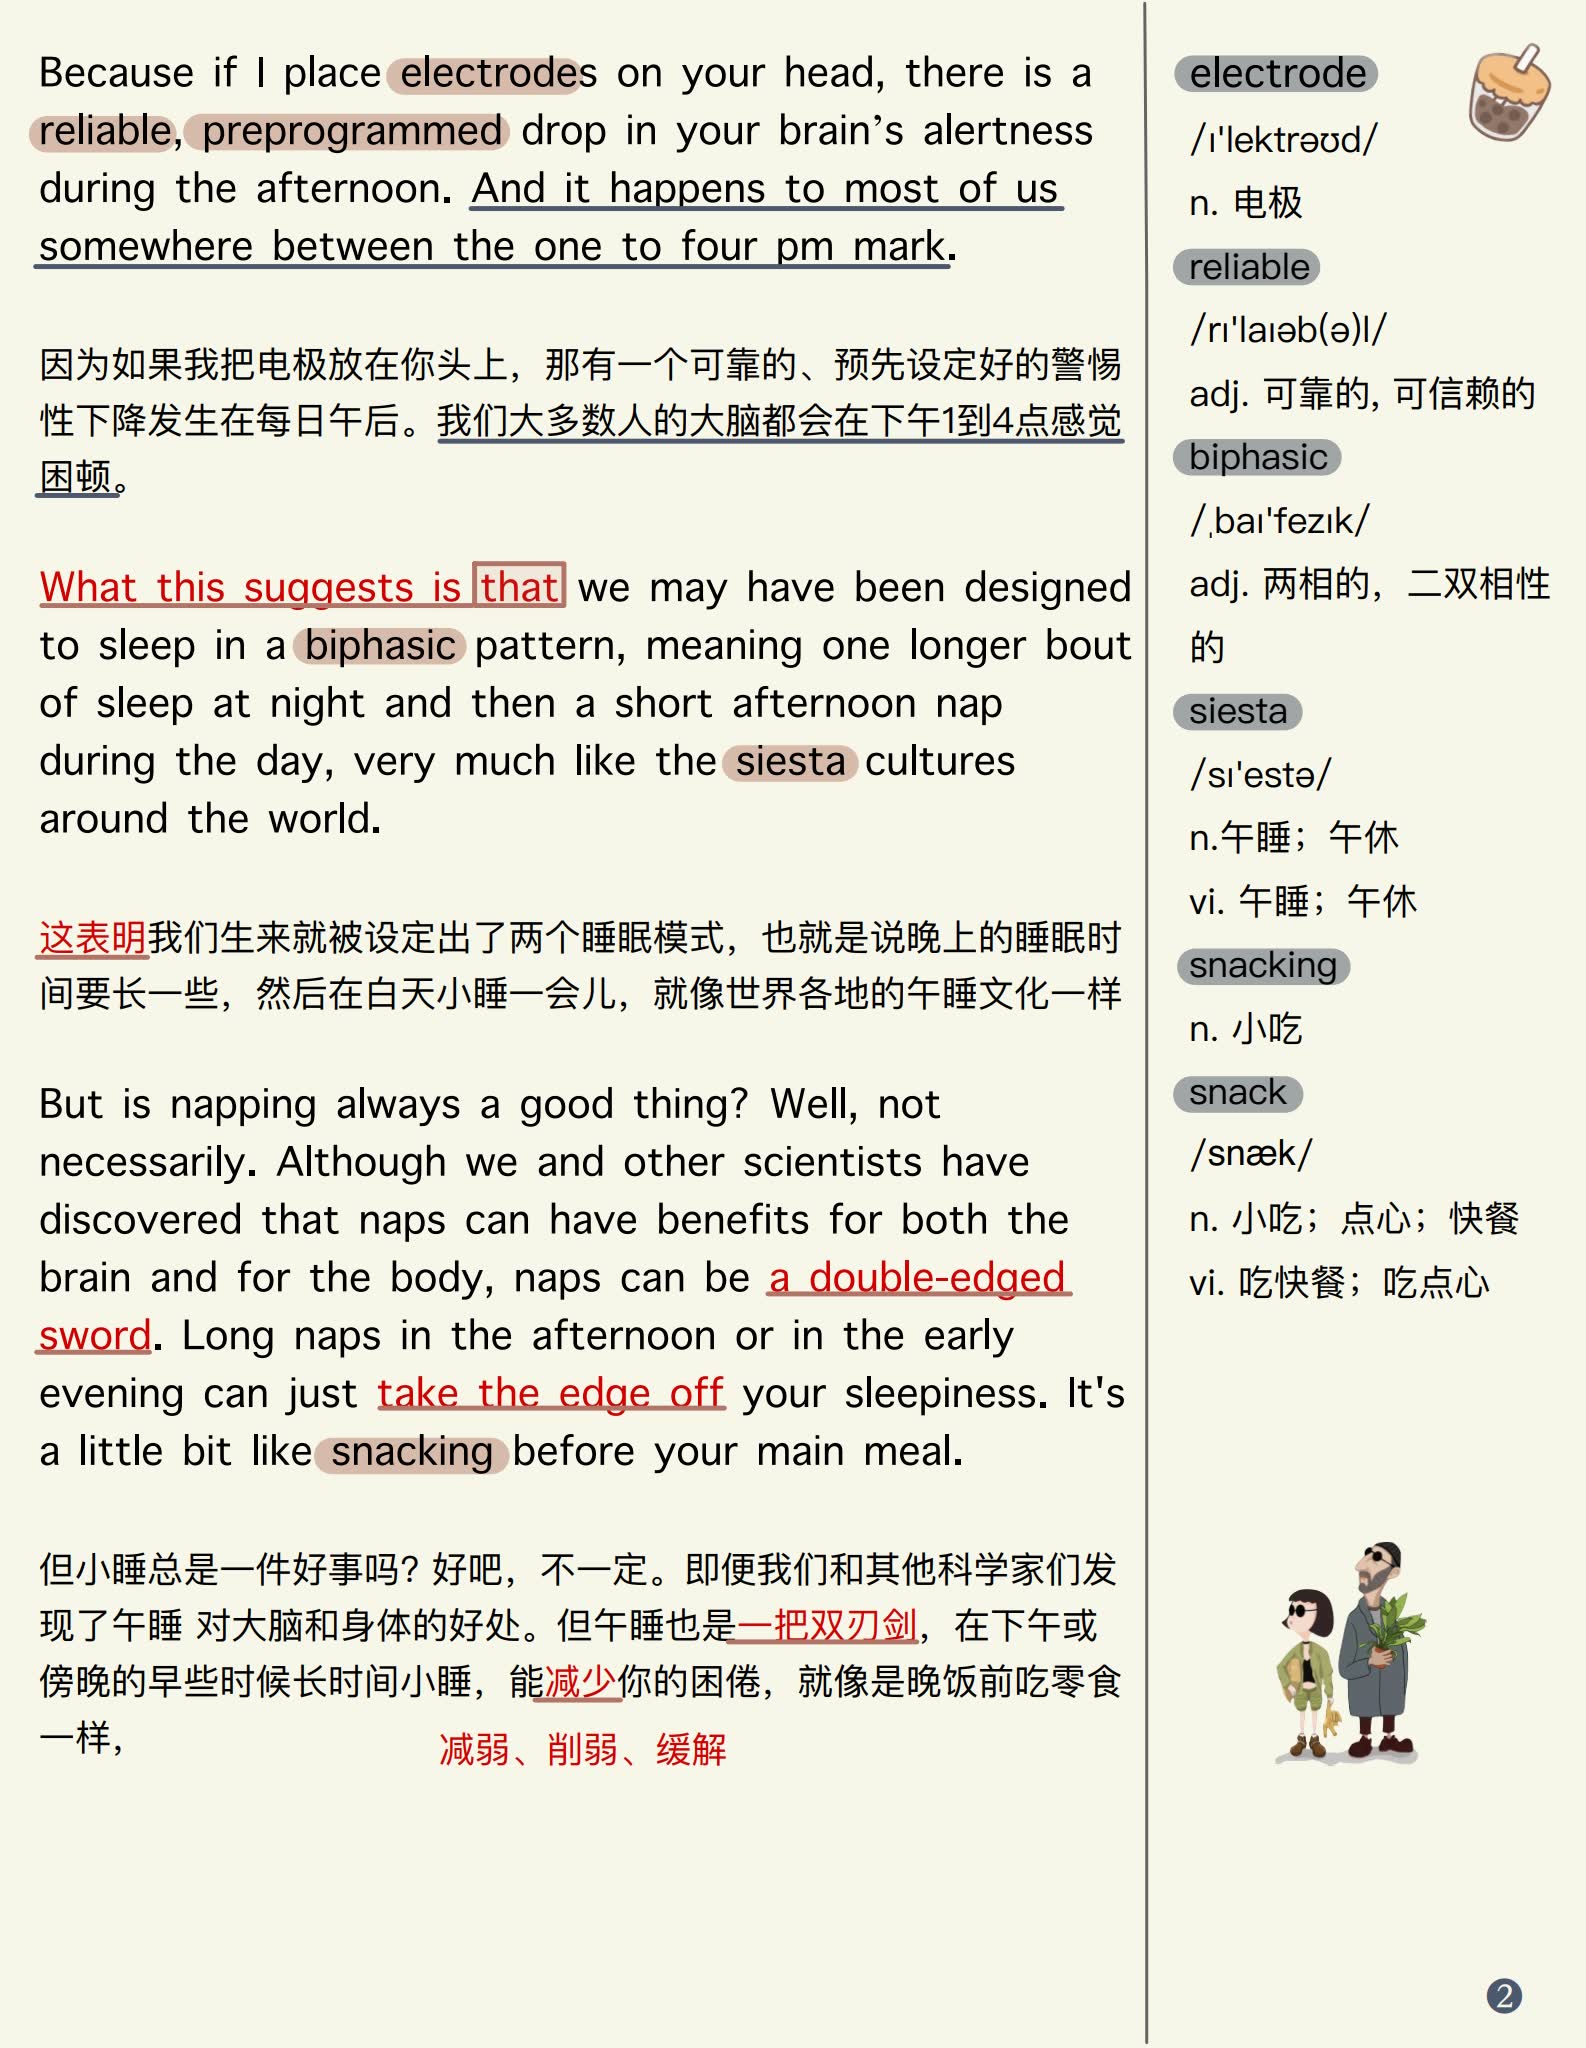 Because if I place electrodes on your head, there is a
reliable, preprogrammed drop in your brain’s alertness
during the afternoon. And it happens to most of us
somewhere between the one to four pm mark.
因为如果我把电极放在你头上，那有一个可靠的、预先设定好的警惕
性下降发生在每日午后。我们大多数人的大脑都会在下午1到4点感觉
困顿。
What this suggests is that we may have been designed
to sleep in a biphasic pattern, meaning one longer bout
of sleep at night and then a short afternoon nap
during the day, very much like the siesta cultures
around the world.
这表明我们生来就被设定出了两个睡眠模式，也就是说晚上的睡眠时
间要长一些，然后在白天小睡一会儿，就像世界各地的午睡文化一样
But is napping always a good thing? Well, not
necessarily. Although we and other scientists have
discovered that naps can have benefits for both the
brain and for the body, naps can be a double-edged
sword. Long naps in the afternoon or in the early
evening can just take the edge off your sleepiness. It's
a little bit like snacking before your main meal.
但小睡总是一件好事吗？好吧，不一定。即便我们和其他科学家们发
现了午睡 对大脑和身体的好处。但午睡也是一把双刃剑，在下午或
傍晚的早些时候长时间小睡，能减少你的困倦，就像是晚饭前吃零食
一样，
减弱、削弱、缓解
electrode
/ɪ'lektrəʊd/
n. 电极
reliable
/rɪ'laɪəb(ə)l/
adj. 可靠的, 可信赖的
biphasic
/ˌbaɪ'fezɪk/
adj. 两相的，二双相性
的
siesta
/sɪ'estə/
n.午睡；午休
vi. 午睡；午休
snacking
n. 小吃
snack
/snæk/
n. 小吃；点心；快餐
vi. 吃快餐；吃点心
2